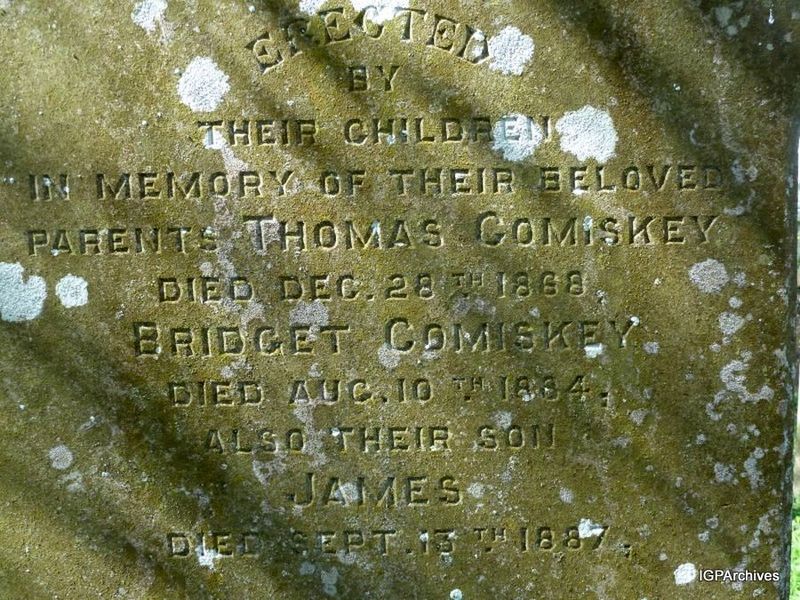 ERECTED
BY
THEIR CHILDREN
IN MEMORY OF THEIR BELOVED
PARENTS THOMAS COMISKEY
DIED DEC. 28TH 1868
BRIDGET COMISKEY
DIED AUG. 10TH 1884,
ALSO THEIR SON
JAMES
DIED SEPT. 13TH 1887,
IGPArchives